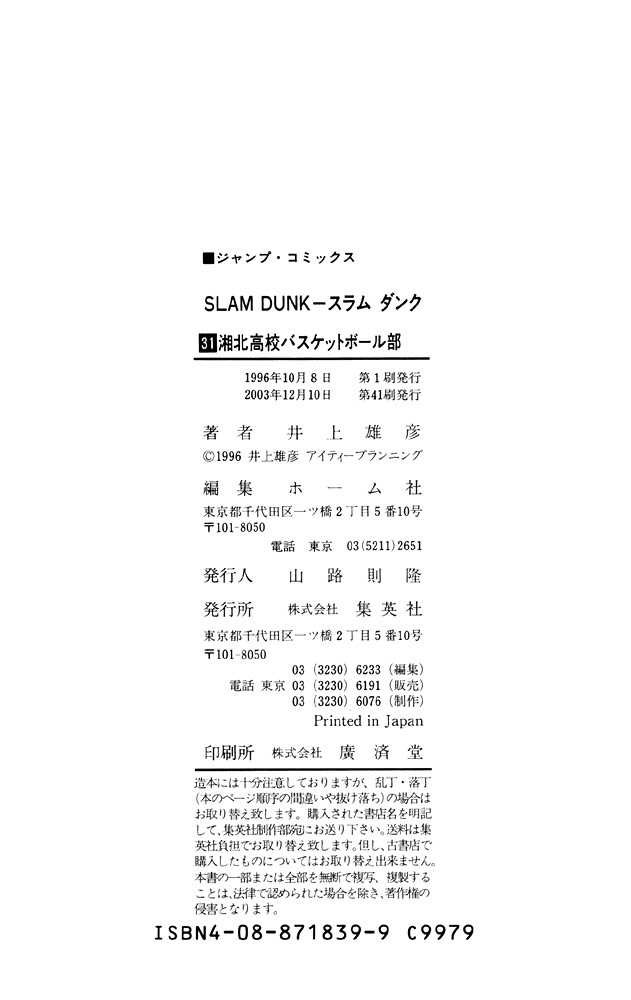 ■ジャンプ・コミックス
SLAM DUNK―スラム ダンク
31湘北高校バスケットボール部
1996年10月8日 第1刷発行
2003年12月10日 第41刷発行
著者 井上雄彦
©1996 井上雄彦 アイティープランニング
編集 ホーム社
東京都千代田区一ツ橋2丁目5番10号
〒101-8050
電話 東京 03(5211)2651
発行人 山路則隆
発行所 株式会社 集英社
東京都千代田区一ツ橋2丁目5番10号
〒101-8050
03 (3230) 6233 (編集)
電話 東京 03 (3230) 6191 (販売)
03 (3230) 6076 (制作)
Printed in Japan
印刷所 株式会社 廣済堂
造本には十分注意しておりますが、乱丁・落丁
(本のページ順序の間違いや抜け落ち)の場合は
お取り替え致します。購入された書店名を明記
して、集英社制作部宛にお送り下さい。送料は集
英社負担でお取り替え致します。但し、古書店で
購入したものについてはお取り替え出来ません。
本書の一部または全部を無断で複写、複製する
ことは、法律で認められた場合を除き、著作権の
侵害となります。
ISBN4-08-871839-9 C9979